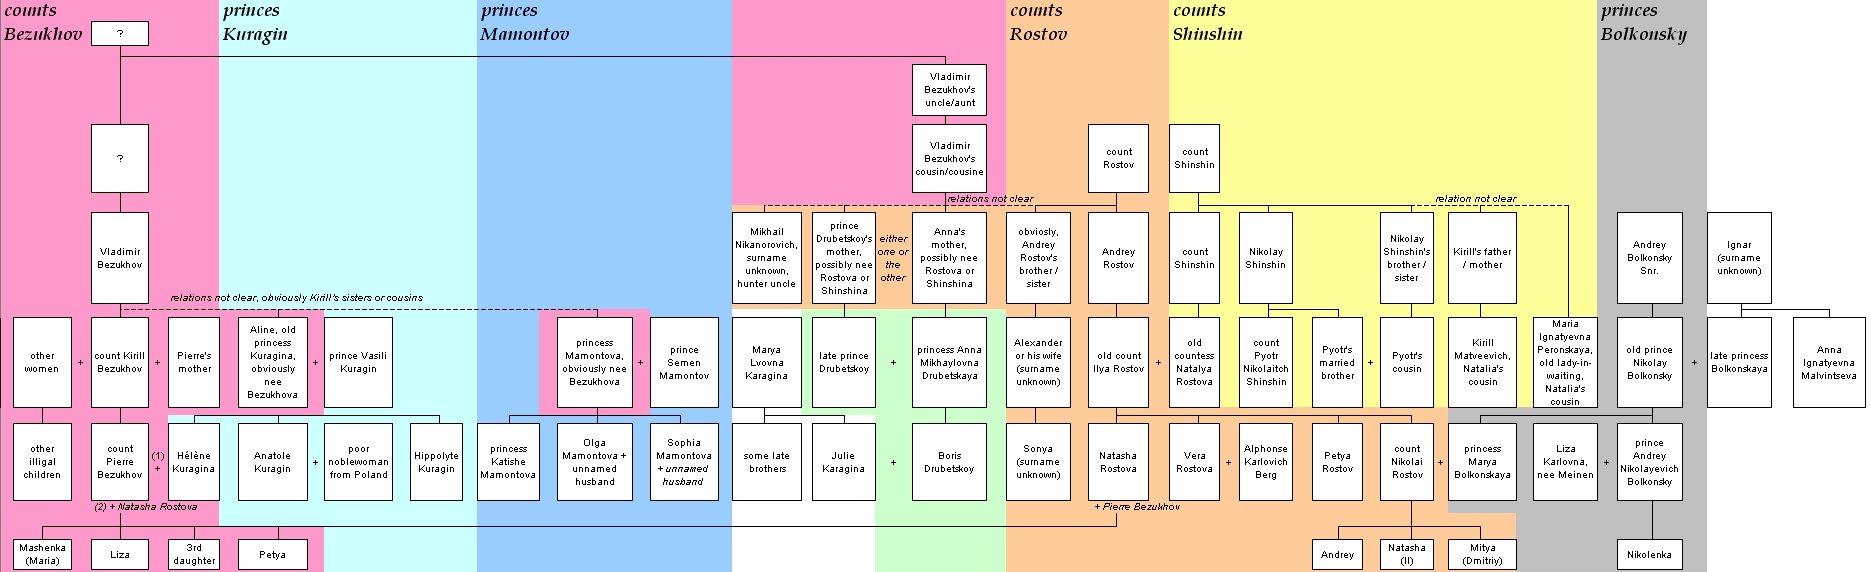 counts
Bezukhov
princes
Kuragin
princes
Mamontov
counts
Rostov
counts
Shinshin
princes
Bolkonsky
?
Vladimir
Bezukhov's
uncle/aunt
?
Vladimir
Bezukhov's
cousin/cousine
count
Rostov
count
Shinshin
relations not clear
relation not clear
Vladimir
Bezukhov
Mikhail
Nikanorovich,
surname
unknown,
hunter uncle
prince
Drubetskoy's
mother,
possibly nee
Rostova or
Shinshina
either
one or
the
other
Anna's
mother,
possibly nee
Rostova or
Shinshina
obviosly,
Andrey
Rostov's
brother /
sister
Andrey
Rostov
count
Shinshin
Nikolay
Shinshin
Nikolay
Shinshin's
brother /
sister
Kirill's father
/ mother
Andrey
Bolkonsky
Snr.
Ignar
(surname
unknown)
relations not clear, obviously Kirill's sisters or cousins
other
women
+
count Kirill
Bezukhov
+
Pierre's
mother
Aline, old
princess
Kuragina,
obviously
nee
Bezukhova
+
prince Vasili
Kuragin
princess
Mamontova,
obviously nee
Bezukhova
+
prince
Semen
Mamontov
Marya
Lvovna
Karagina
late prince
Drubetskoy
+
princess Anna
Mikhaylovna
Drubetskaya
Alexander
or his wife
(surname
unknown)
old count
Ilya Rostov
+
old
countess
Natalya
Rostova
count
Pyotr
Nikolaitch
Shinshin
Pyotr's
married
brother
+
Pyotr's
cousin
Kirill
Matveevich,
Natalia's
cousin
Maria
Ignatyevna
Peronskaya,
old lady-in-
waiting,
Natalia's
cousin
old prince
Nikolay
Bolkonsky
+
late princess
Bolkonskaya
Anna
Ignatyevna
Malvintseva
other
illigal
children
count
Pierre
Bezukhov
(1)
+
Hélène
Kuragina
Anatole
Kuragin
+
poor
noblewoman
from Poland
Hippolyte
Kuragin
princess
Katishe
Mamontova
Olga
Mamontova +
unnamed
husband
Sophia
Mamontova
+ unnamed
husband
some late
brothers
Julie
Karagina
+
Boris
Drubetskoy
Sonya
(surname
unknown)
Natasha
Rostova
Vera
Rostova
+
Alphonse
Karlovich
Berg
Petya
Rostov
count
Nikolai
Rostov
+
princess
Marya
Bolkonskaya
Liza
Karlovna,
nee Meinen
+
prince
Andrey
Nikolayevich
Bolkonsky
(2) + Natasha Rostova
+ Pierre Bezukhov
Mashenka
(Maria)
Liza
3rd
daughter
Petya
Andrey
Natasha
(II)
Mitya
(Dmitriy)
Nikolenka